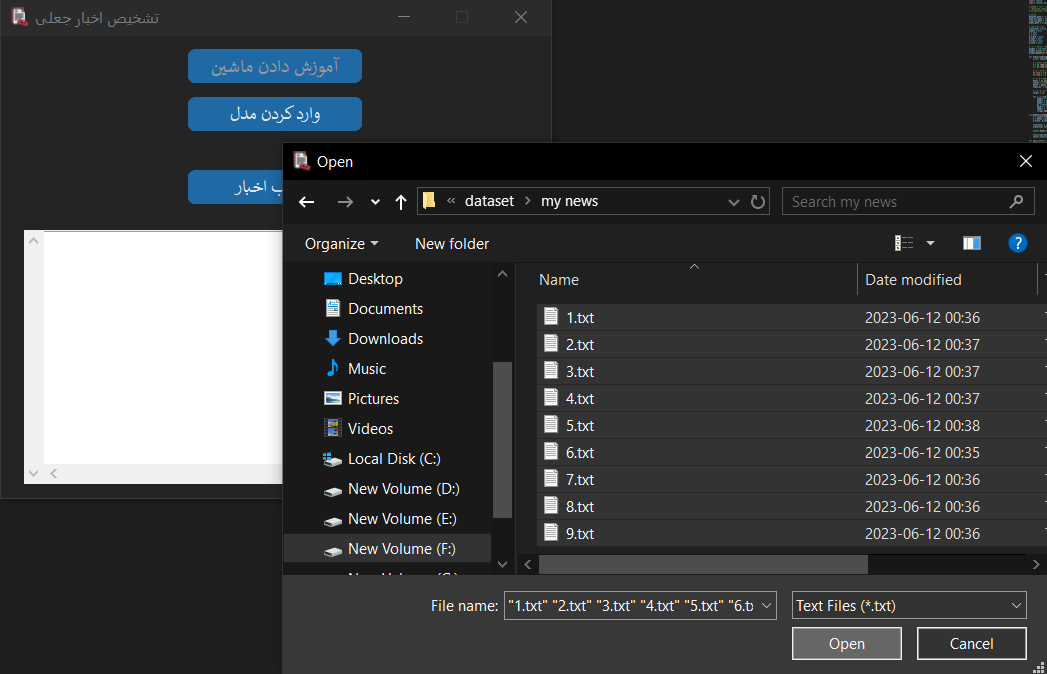 تشخیص اخبار جعلی
آموزش دادن ماشین
وارد کردن مدل
اخبار
Open
« dataset > my news
Search my news
Organize
New folder
?
Name
Date modified
Desktop
Documents
Downloads
Music
Pictures
Videos
Local Disk (C:)
New Volume (D:)
New Volume (E:)
New Volume (F:)
1.txt 2023-06-12 00:36
2.txt 2023-06-12 00:37
3.txt 2023-06-12 00:37
4.txt 2023-06-12 00:37
5.txt 2023-06-12 00:38
6.txt 2023-06-12 00:35
7.txt 2023-06-12 00:36
8.txt 2023-06-12 00:36
9.txt 2023-06-12 00:36
File name: "1.txt" "2.txt" "3.txt" "4.txt" "5.txt" "6.t
Text Files (*.txt)
Open
Cancel